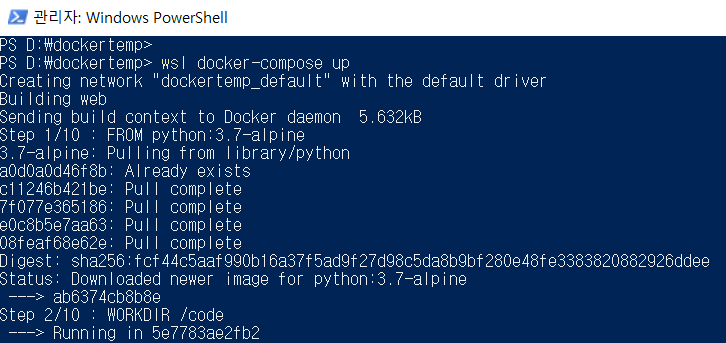 관리자: Windows PowerShell
PS D:\dockertemp>
PS D:\dockertemp> wsl docker-compose up
Creating network "dockertemp_default" with the default driver
Building web
Sending build context to Docker daemon  5.632kB
Step 1/10 : FROM python:3.7-alpine
3.7-alpine: Pulling from library/python
a0d0a0d46f8b: Already exists
c11246b421be: Pull complete
7f077e365186: Pull complete
e0c8b5e7aa63: Pull complete
08feaf68e62e: Pull complete
Digest: sha256:fcf44c5aaf990b16a37f5ad9f27d98c5da8b9bf280e48fe3383820882926ddee
Status: Downloaded newer image for python:3.7-alpine
 ---> ab6374cb8b8e
Step 2/10 : WORKDIR /code
 ---> Running in 5e7783ae2fb2